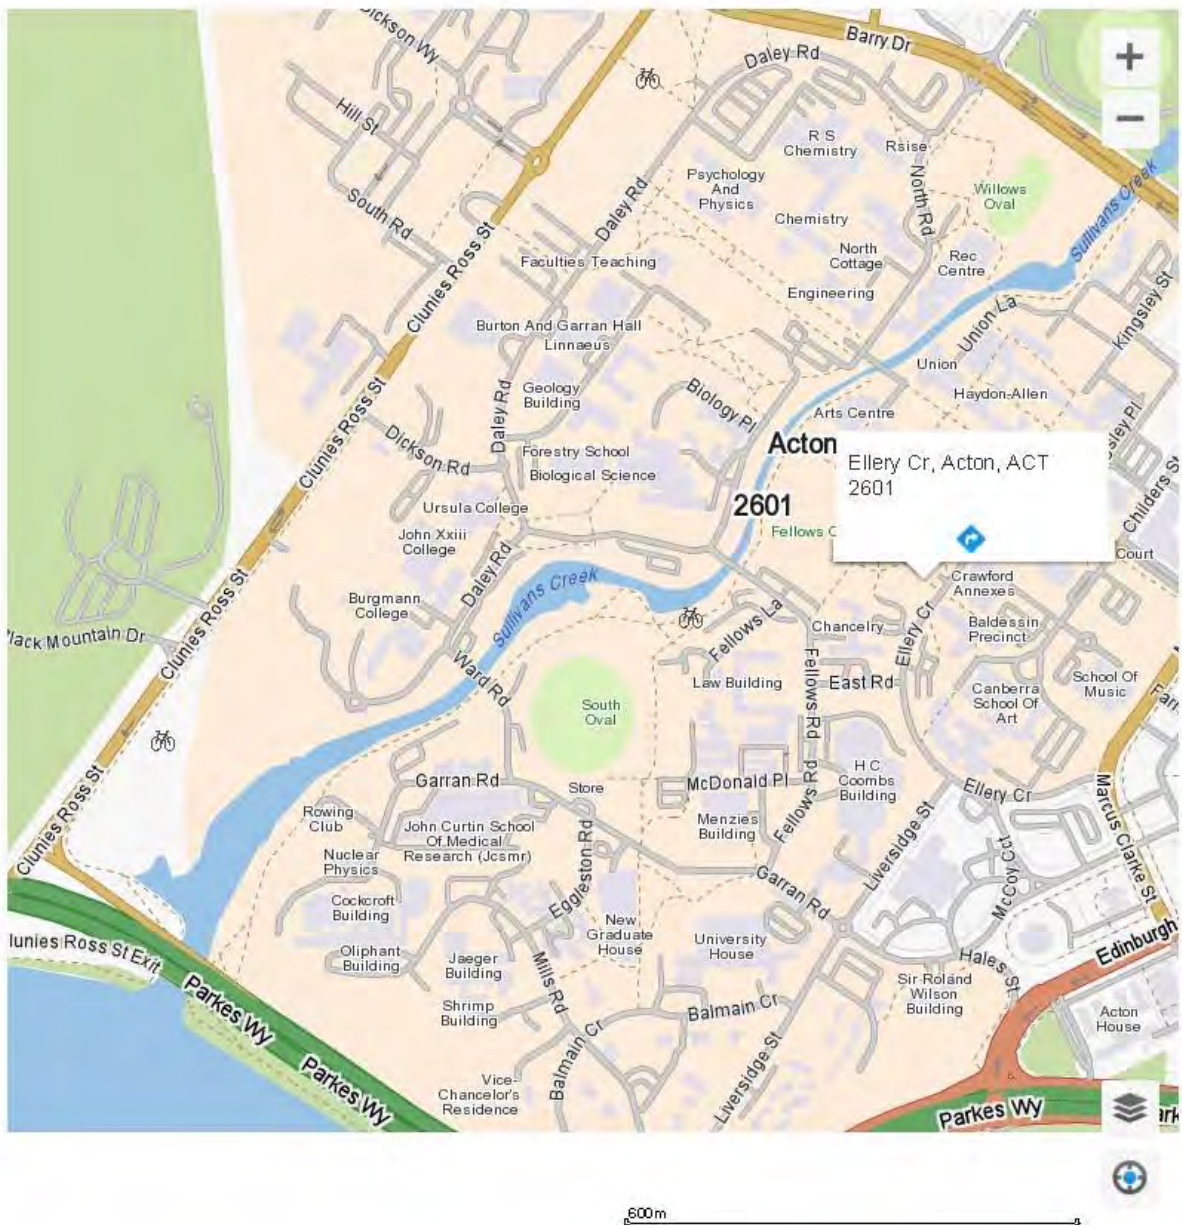 Dickson Wy
Barry Dr
Daley Rd
Hill St
R S
Chemistry
Rsise
Psychology
And
Physics
Willows
Oval
Sullivans Creek
North Rd
South Rd
Daley Rd
Chemistry
Clunies Ross St
North
Cottage
Rec
Centre
Faculties Teaching
Engineering
Kingsley St
Union La
Burton And Garran Hall
Linnaeus
Union
Haydon-Allen
Clunies Ross St
Daley Rd
Geology
Building
Biology Pl
Arts Centre
Dickson Rd
Forestry School
Biological Science
Acton
Ellery Cr, Acton, ACT
2601
Childers St
Ursula College
2601
John Xxiii
College
Court
Daley Rd
Sullivans Creek
Crawford
Annexes
Clunies Ross St
Burgmann
College
Fellows La
Chancelry
Ellery Cr
Baldessin
Precinct
Ward Rd
Law Building
Fellows Rd
East Rd
Canberra
School Of
Art
School Of
Music
South
Oval
Garran Rd
Store
McDonald Pl
H C
Coombs
Building
Ellery Cr
Marcus Clarke St
Clunies Ross St
Rowing
Club
John Curtin School
Of Medical
Research (Jcsmr)
Menzies
Building
Fellows Rd
Liversidge St
Nuclear
Physics
Eggleston Rd
Garran Rd
McCoy Cct
Cockcroft
Building
New
Graduate
House
University
House
Edinburgh
Oliphant
Building
Jaeger
Building
Mills Rd
Hales St
Sir Roland
Wilson
Building
Parkes Wy
Shrimp
Building
Balmain Cr
Acton
House
Balmain Cr
Parkes Wy
Vice-
Chancelor's
Residence
Liversidge St
Parkes Wy
600m